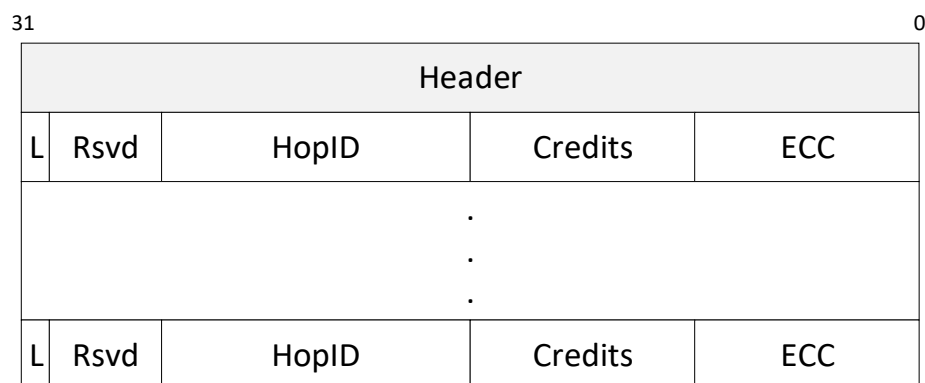 31 0
Header
L Rsvd HopID Credits ECC
.
.
.
L Rsvd HopID Credits ECC